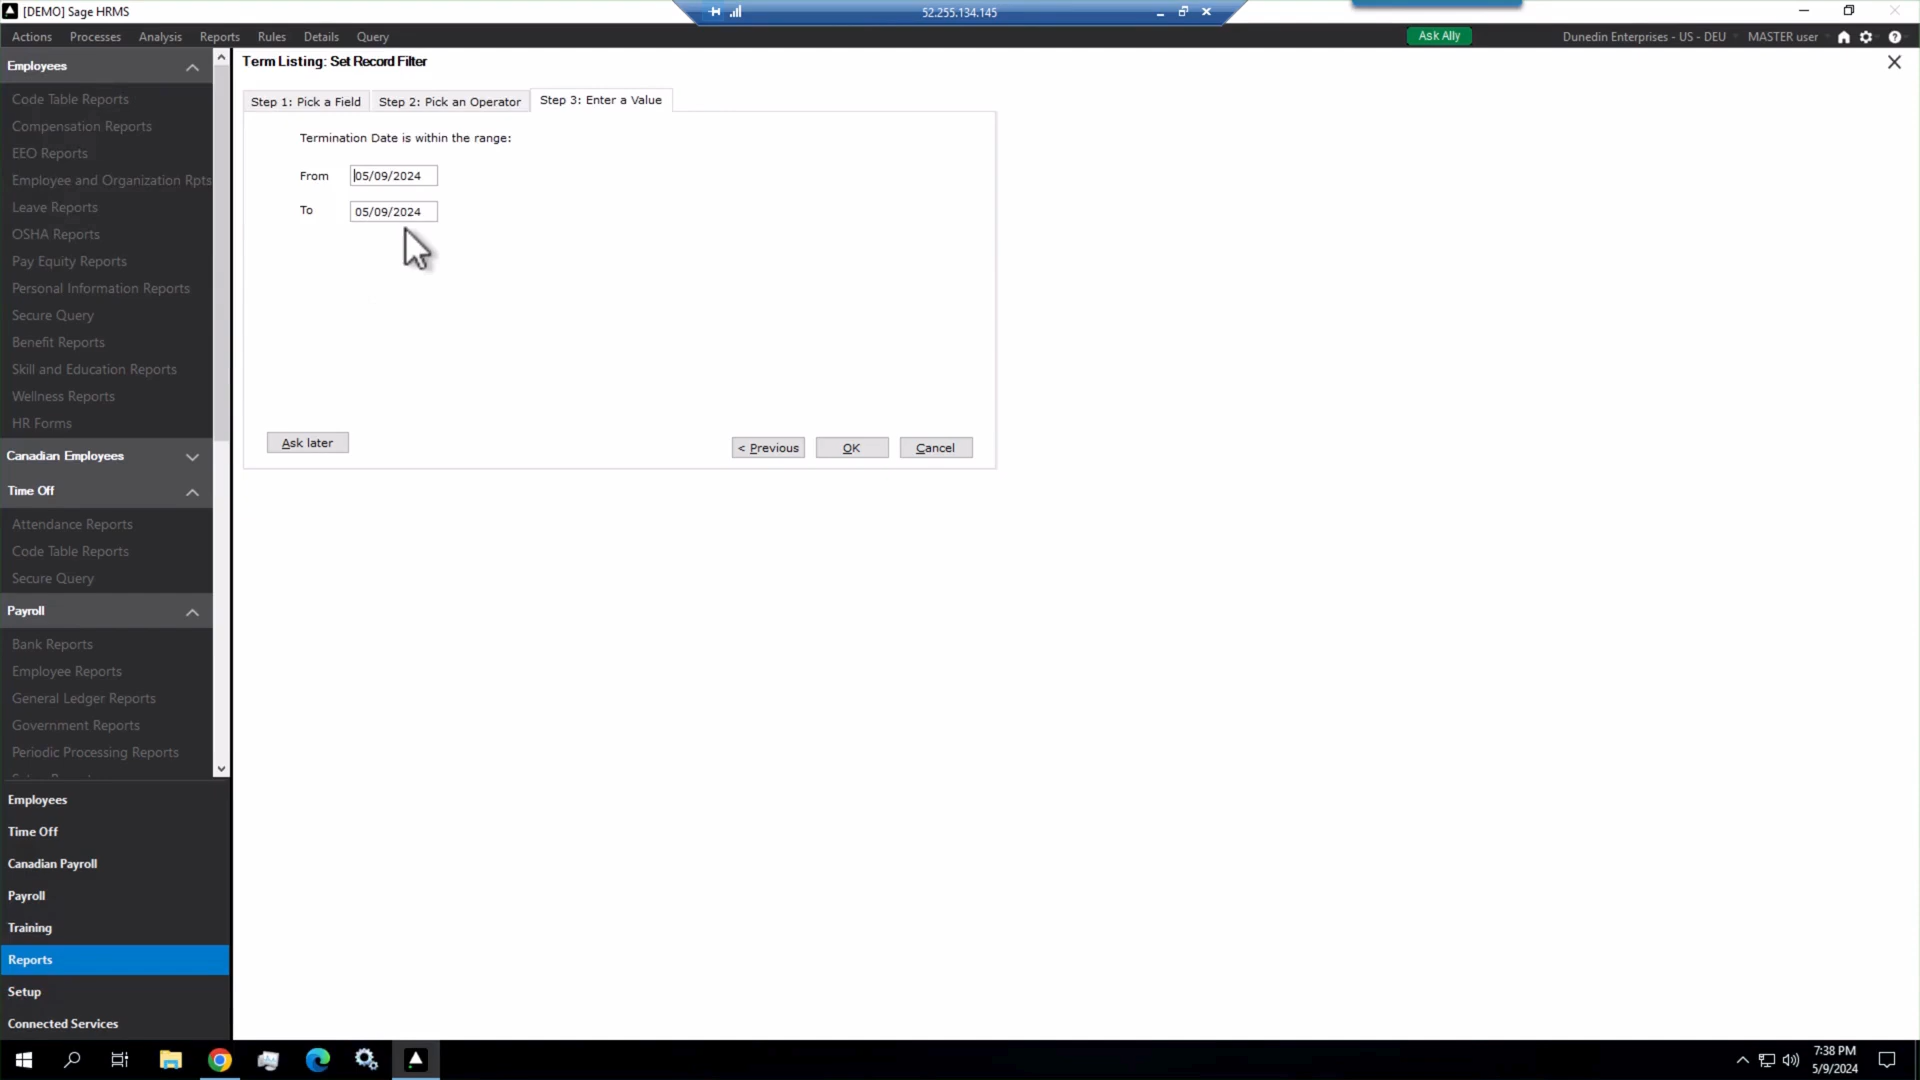 [DEMO] Sage HRMS
52.255.134.145
Actions Processes Analysis Reports Rules Details Query
Ask Ally
Dunedin Enterprises - US - DEU
MASTER user
Employees
Code Table Reports
Compensation Reports
EEO Reports
Employee and Organization Rpts
Leave Reports
OSHA Reports
Pay Equity Reports
Personal Information Reports
Secure Query
Benefit Reports
Skill and Education Reports
Wellness Reports
HR Forms
Canadian Employees
Time Off
Attendance Reports
Code Table Reports
Secure Query
Payroll
Bank Reports
Employee Reports
General Ledger Reports
Government Reports
Periodic Processing Reports
Employees
Time Off
Canadian Payroll
Payroll
Training
Reports
Setup
Connected Services
Term Listing: Set Record Filter
Step 1: Pick a Field
Step 2: Pick an Operator
Step 3: Enter a Value
Termination Date is within the range:
From 05/09/2024
To 05/09/2024
Ask later
< Previous
OK
Cancel
7:38 PM
5/9/2024